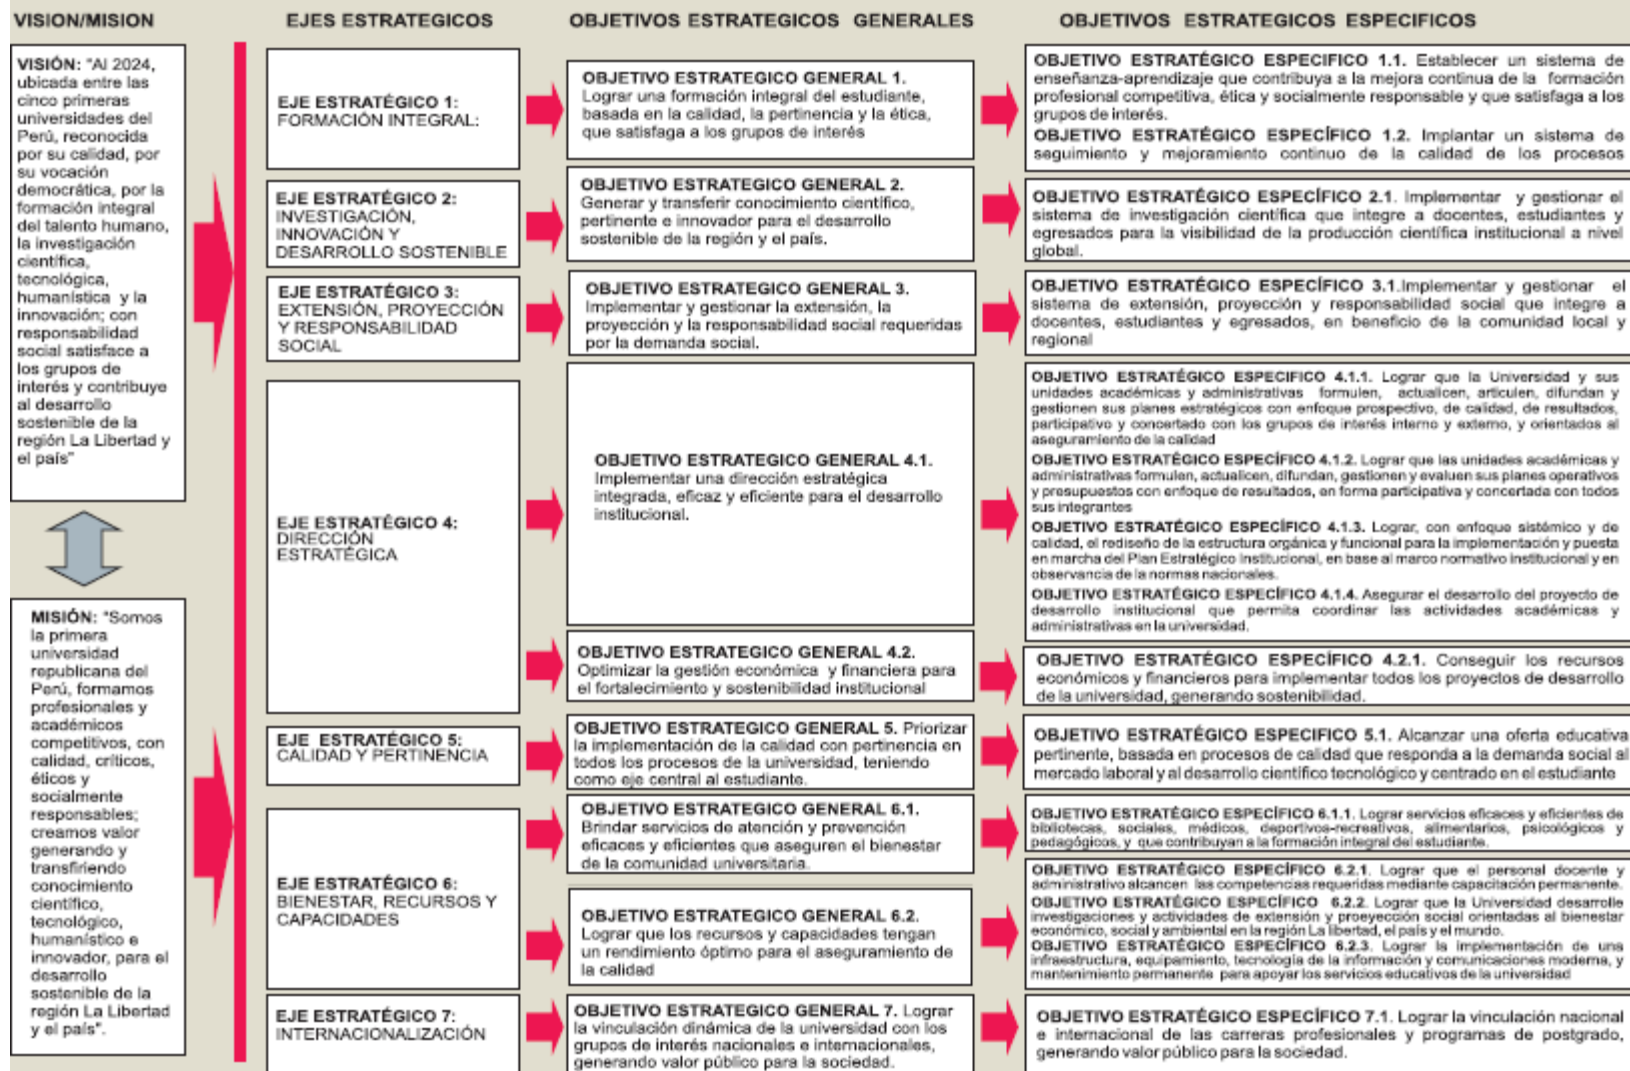 VISION/MISION
EJES ESTRATEGICOS
OBJETIVOS ESTRATEGICOS GENERALES
OBJETIVOS ESTRATEGICOS ESPECIFICOS
VISIÓN: "Al 2024,
ubicada entre las
cinco primeras
universidades del
Perú, reconocida
por su calidad, por
su vocación
democrática, por la
formación integral
del talento humano,
la investigación
científica,
tecnológica,
humanística y la
innovación; con
responsabilidad
social satisface a
los grupos de
interés y contribuye
al desarrollo
sostenible de la
región La Libertad y
el país"
MISIÓN: "Somos
la primera
universidad
republicana del
Perú, formamos
profesionales y
académicos
competitivos, con
calidad, críticos,
éticos y
socialmente
responsables;
creamos valor
generando y
transfiriendo
conocimiento
científico,
tecnológico,
humanístico e
innovador, para el
desarrollo
sostenible de la
región La Libertad
y el país".
EJE ESTRATÉGICO 1:
FORMACIÓN INTEGRAL:
OBJETIVO ESTRATEGICO GENERAL 1.
Lograr una formación integral del estudiante,
basada en la calidad, la pertinencia y la ética,
que satisfaga a los grupos de interés
OBJETIVO ESTRATÉGICO ESPECIFICO 1.1. Establecer un sistema de
enseñanza-aprendizaje que contribuya a la mejora continua de la formación
profesional competitiva, ética y socialmente responsable y que satisfaga a los
grupos de interés.
OBJETIVO ESTRATÉGICO ESPECÍFICO 1.2. Implantar un sistema de
seguimiento y mejoramiento continuo de la calidad de los procesos
EJE ESTRATÉGICO 2:
INVESTIGACIÓN,
INNOVACIÓN Y
DESARROLLO SOSTENIBLE
OBJETIVO ESTRATEGICO GENERAL 2.
Generar y transferir conocimiento científico,
pertinente e innovador para el desarrollo
sostenible de la región y el país.
OBJETIVO ESTRATÉGICO ESPECÍFICO 2.1. Implementar y gestionar el
sistema de investigación científica que integre a docentes, estudiantes y
egresados para la visibilidad de la producción científica institucional a nivel
global.
EJE ESTRATÉGICO 3:
EXTENSIÓN, PROYECCIÓN
Y RESPONSABILIDAD
SOCIAL
OBJETIVO ESTRATEGICO GENERAL 3.
Implementar y gestionar la extensión, la
proyección y la responsabilidad social requeridas
por la demanda social.
OBJETIVO ESTRATÉGICO ESPECÍFICO 3.1.Implementar y gestionar el
sistema de extensión, proyección y responsabilidad social que integre a
docentes, estudiantes y egresados, en beneficio de la comunidad local y
regional
EJE ESTRATÉGICO 4:
DIRECCIÓN
ESTRATÉGICA
OBJETIVO ESTRATEGICO GENERAL 4.1.
Implementar una dirección estratégica
integrada, eficaz y eficiente para el desarrollo
institucional.
OBJETIVO ESTRATÉGICO ESPECIFICO 4.1.1. Lograr que la Universidad y sus
unidades académicas y administrativas formulen, actualicen, articulen, difundan y
gestionen sus planes estratégicos con enfoque prospectivo, de calidad, de resultados,
participativo y concertado con los grupos de interés interno y externo, y orientados al
aseguramiento de la calidad
OBJETIVO ESTRATÉGICO ESPECÍFICO 4.1.2. Lograr que las unidades académicas y
administrativas formulen, actualicen, difundan, gestionen y evaluen sus planes operativos
y presupuestos con enfoque de resultados, en forma participativa y concertada con todos
sus integrantes
OBJETIVO ESTRATÉGICO ESPECÍFICO 4.1.3. Lograr, con enfoque sistémico y de
calidad, el rediseño de la estructura orgánica y funcional para la implementación y puesta
en marcha del Plan Estratégico Institucional, en base al marco normativo institucional y en
observancia de la normas nacionales.
OBJETIVO ESTRATÉGICO ESPECÍFICO 4.1.4. Asegurar el desarrollo del proyecto de
desarrollo institucional que permita coordinar las actividades académicas y
administrativas en la universidad.
OBJETIVO ESTRATEGICO GENERAL 4.2.
Optimizar la gestión económica y financiera para
el fortalecimiento y sostenibilidad institucional
OBJETIVO ESTRATÉGICO ESPECÍFICO 4.2.1. Conseguir los recursos
económicos y financieros para implementar todos los proyectos de desarrollo
de la universidad, generando sostenibilidad.
EJE ESTRATÉGICO 5:
CALIDAD Y PERTINENCIA
OBJETIVO ESTRATEGICO GENERAL 5. Priorizar
la implementación de la calidad con pertinencia en
todos los procesos de la universidad, teniendo
como eje central al estudiante.
OBJETIVO ESTRATÉGICO ESPECIFICO 5.1. Alcanzar una oferta educativa
pertinente, basada en procesos de calidad que responda a la demanda social al
mercado laboral y al desarrollo científico tecnológico y centrado en el estudiante
EJE ESTRATÉGICO 6:
BIENESTAR, RECURSOS Y
CAPACIDADES
OBJETIVO ESTRATEGICO GENERAL 6.1.
Brindar servicios de atención y prevención
eficaces y eficientes que aseguren el bienestar
de la comunidad universitaria.
OBJETIVO ESTRATÉGICO ESPECÍFICO 6.1.1. Lograr servicios eficaces y eficientes de
bibliotecas, sociales, médicos, deportivos-recreativos, alimentarios, psicológicos y
pedagógicos, y que contribuyan a la formación integral del estudiante.
OBJETIVO ESTRATEGICO GENERAL 6.2.
Lograr que los recursos y capacidades tengan
un rendimiento óptimo para el aseguramiento de
la calidad
OBJETIVO ESTRATÉGICO ESPECÍFICO 6.2.1. Lograr que el personal docente y
administrativo alcancen las competencias requeridas mediante capacitación permanente.
OBJETIVO ESTRATÉGICO ESPECÍFICO 6.2.2. Lograr que la Universidad desarrolle
investigaciones y actividades de extensión y proeyección social orientadas al bienestar
económico, social y ambiental en la región La libertad, el país y el mundo.
OBJETIVO ESTRATÉGICO ESPECÍFICO 6.2.3. Lograr la implementación de una
infraestructura, equipamiento, tecnología de la información y comunicaciones moderna, y
mantenimiento permanente para apoyar los servicios educativos de la universidad
EJE ESTRATÉGICO 7:
INTERNACIONALIZACIÓN
OBJETIVO ESTRATEGICO GENERAL 7. Lograr
la vinculación dinámica de la universidad con los
grupos de interés nacionales e internacionales,
generando valor público para la sociedad.
OBJETIVO ESTRATÉGICO ESPECÍFICO 7.1. Lograr la vinculación nacional
e internacional de las carreras profesionales y programas de postgrado,
generando valor público para la sociedad.